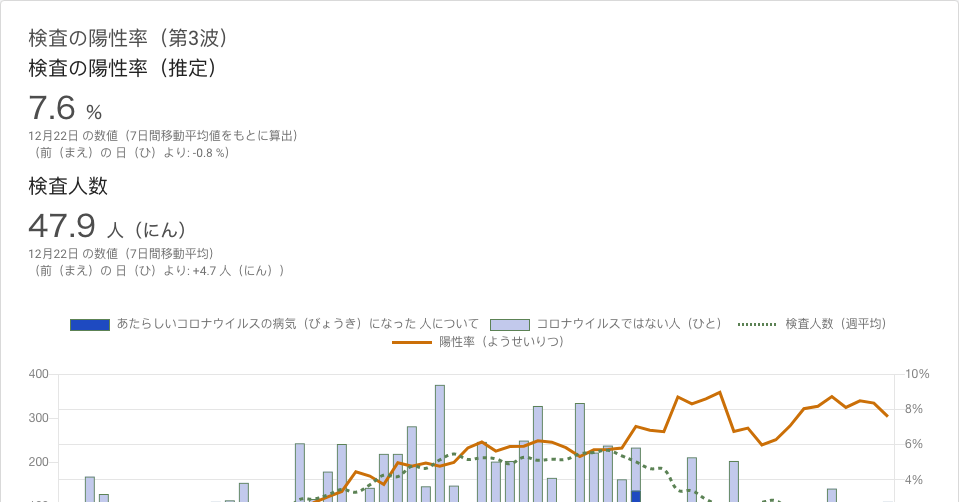 検査の陽性率（第3波）
検査の陽性率（推定）
7.6 %
12月22日 の数値（7日間移動平均値をもとに算出）
（前（まえ）の 日（ひ）より: -0.8 %）
検査人数
47.9 人（にん）
12月22日 の数値（7日間移動平均）
（前（まえ）の 日（ひ）より: +4.7 人（にん））
あたらしいコロナウイルスの病気（びょうき）になった 人について コロナウイルスではない人（ひと） 検査人数（週平均）
陽性率（ようせいりつ）
400 10%
300 8%
6%
200
4%